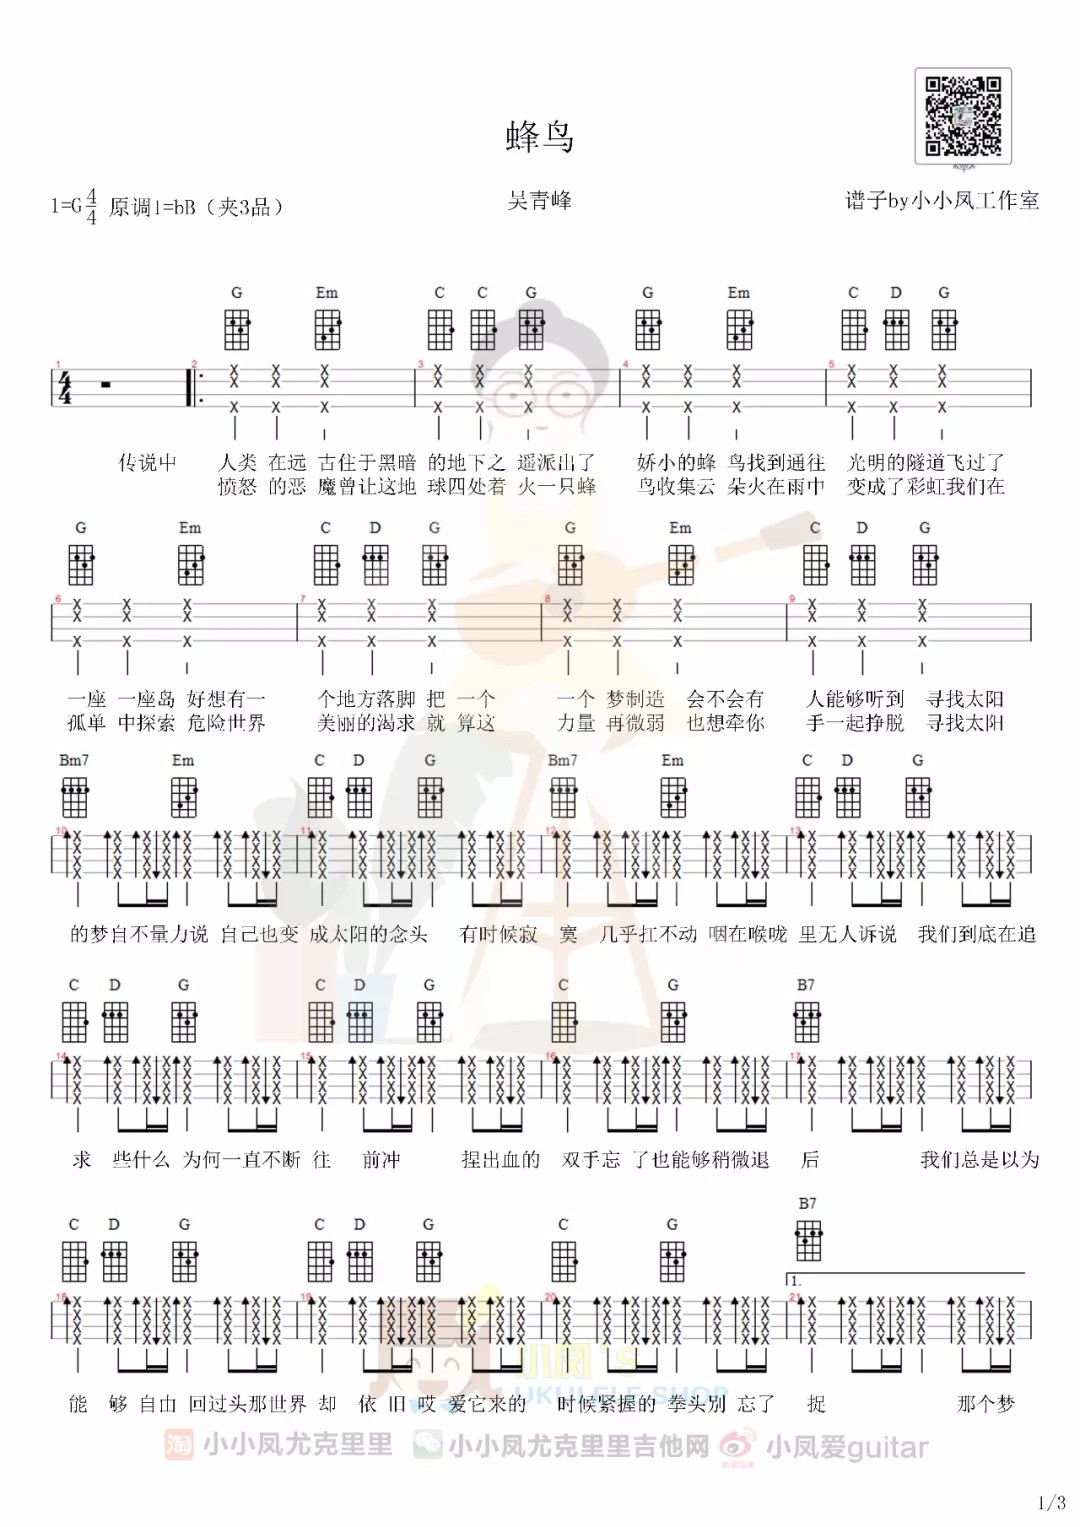 蜂鸟
1=G 4/4 原调1=bB（夹3品）
吴青峰
谱子by小小凤工作室
G Em C C G G Em C D G
1 2 3 4 5
4/4
传说中 人类 在远 古住于黑暗 的地下之 遥派出了 娇小的蜂 鸟找到通往 光明的隧道飞过了
愤怒 的恶 魔曾让这地 球四处着 火一只蜂 鸟收集云 朵火在雨中 变成了彩虹我们在
G Em C D G G Em C D G
6 7 8 9
一座 一座岛 好想有一 个地方落脚 把 一个 一个 梦制造 会不会有 人能够听到 寻找太阳
孤单 中探索 危险世界 美丽的渴求 就 算这 力量 再微弱 也想牵你 手一起挣脱 寻找太阳
Bm7 Em C D G Bm7 Em C D G
10 11 12 13
的梦自不量力说 自己也变 成太阳的念头 有时候寂 寞 几乎扛不动 咽在喉咙 里无人诉说 我们到底在追
C D G C D G C G B7
14 15 16 17
求 些什么 为何一直不断 往 前冲 捏出血的 双手忘 了也能够稍微退 后 我们总是以为
C D G C D G C G B7
1.
18 19 20 21
能 够 自由 回过头那世界 却 依 旧 哎 爱它来的 时候紧握的 拳头别 忘了 捉 那个梦
小凤's
UKULELE SHOP
淘 小小凤尤克里里 小小凤尤克里里吉他网 小凤爱guitar
1/3